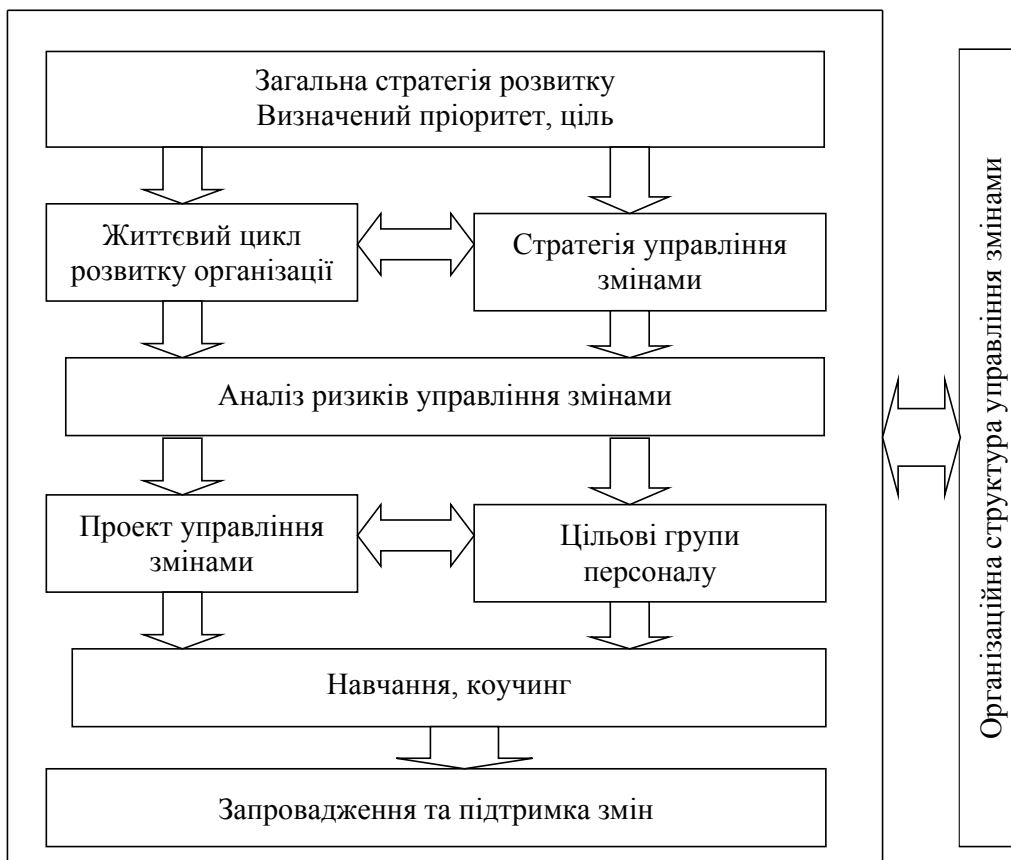 Загальна стратегія розвитку
Визначений пріоритет, ціль
Життєвий цикл
розвитку організації
Стратегія управління
змінами
Аналіз ризиків управління змінами
Проект управління
змінами
Цільові групи
персоналу
Навчання, коучинг
Запровадження та підтримка змін
Організаційна структура управління змінами